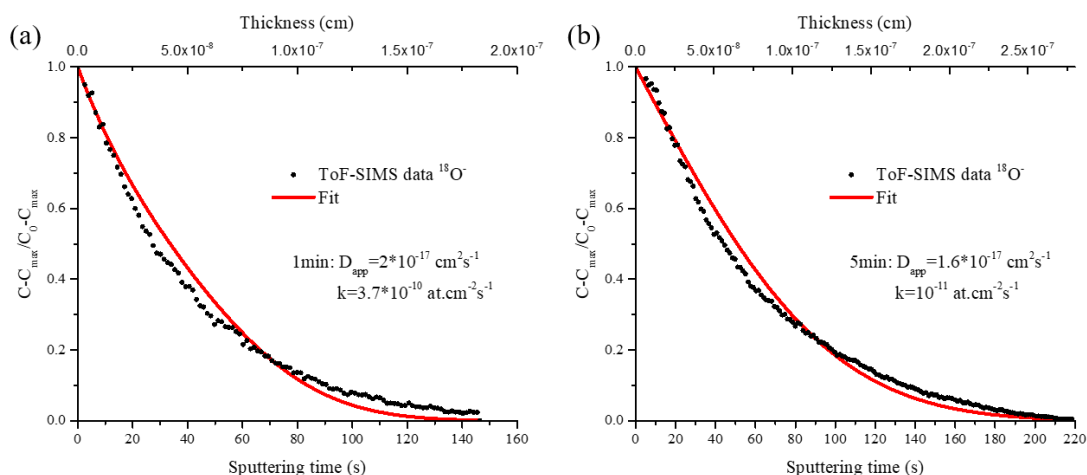 (a)
Thickness (cm)
0.0 5.0x10⁻⁸ 1.0x10⁻⁷ 1.5x10⁻⁷ 2.0x10⁻⁷
1.0
0.8
0.6
0.4
0.2
0.0
C-Cₘₐₓ/C₀-Cₘₐₓ
ToF-SIMS data ¹⁸O⁻
Fit
1min: Dₐₚₚ=2*10⁻¹⁷ cm²s⁻¹
k=3.7*10⁻¹⁰ at.cm⁻²s⁻¹
0 20 40 60 80 100 120 140 160
Sputtering time (s)
(b)
Thickness (cm)
0.0 5.0x10⁻⁸ 1.0x10⁻⁷ 1.5x10⁻⁷ 2.0x10⁻⁷ 2.5x10⁻⁷
1.0
0.8
0.6
0.4
0.2
0.0
C-Cₘₐₓ/C₀-Cₘₐₓ
ToF-SIMS data ¹⁸O⁻
Fit
5min: Dₐₚₚ=1.6*10⁻¹⁷ cm²s⁻¹
k=10⁻¹¹ at.cm⁻²s⁻¹
0 20 40 60 80 100 120 140 160 180 200 220
Sputtering time (s)